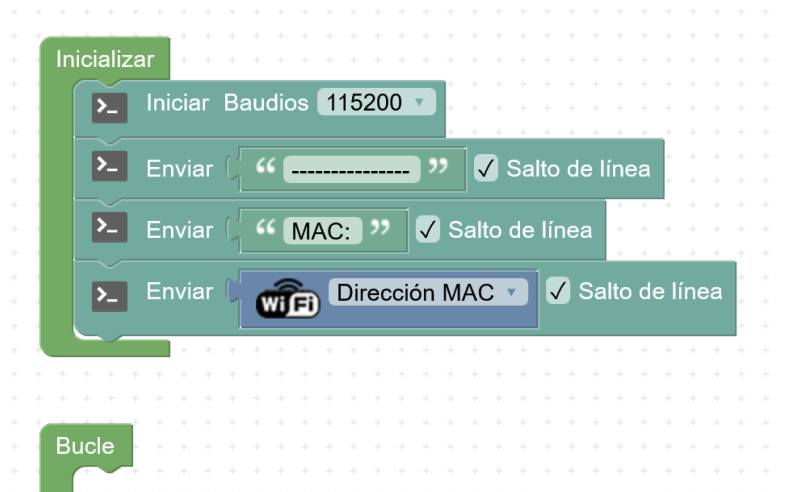 Inicializar
>_ Iniciar Baudios 115200
>_ Enviar “ --------------- ” ✓ Salto de línea
>_ Enviar “ MAC: ” ✓ Salto de línea
>_ Enviar WiFi Dirección MAC ✓ Salto de línea
Bucle